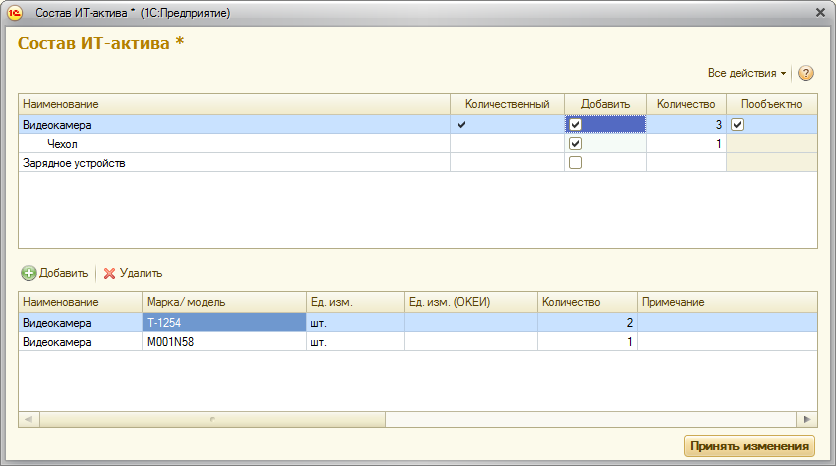 1С Состав ИТ-актива * (1С:Предприятие)
Состав ИТ-актива *
Все действия ?
Наименование Количественный Добавить Количество Пообъектно
Видеокамера 3
Чехол 1
Зарядное устройств
Добавить Удалить
Наименование Марка/ модель Ед. изм. Ед. изм. (ОКЕИ) Количество Примечание
Видеокамера T-1254 шт. 2
Видеокамера M001N58 шт. 1
Принять изменения